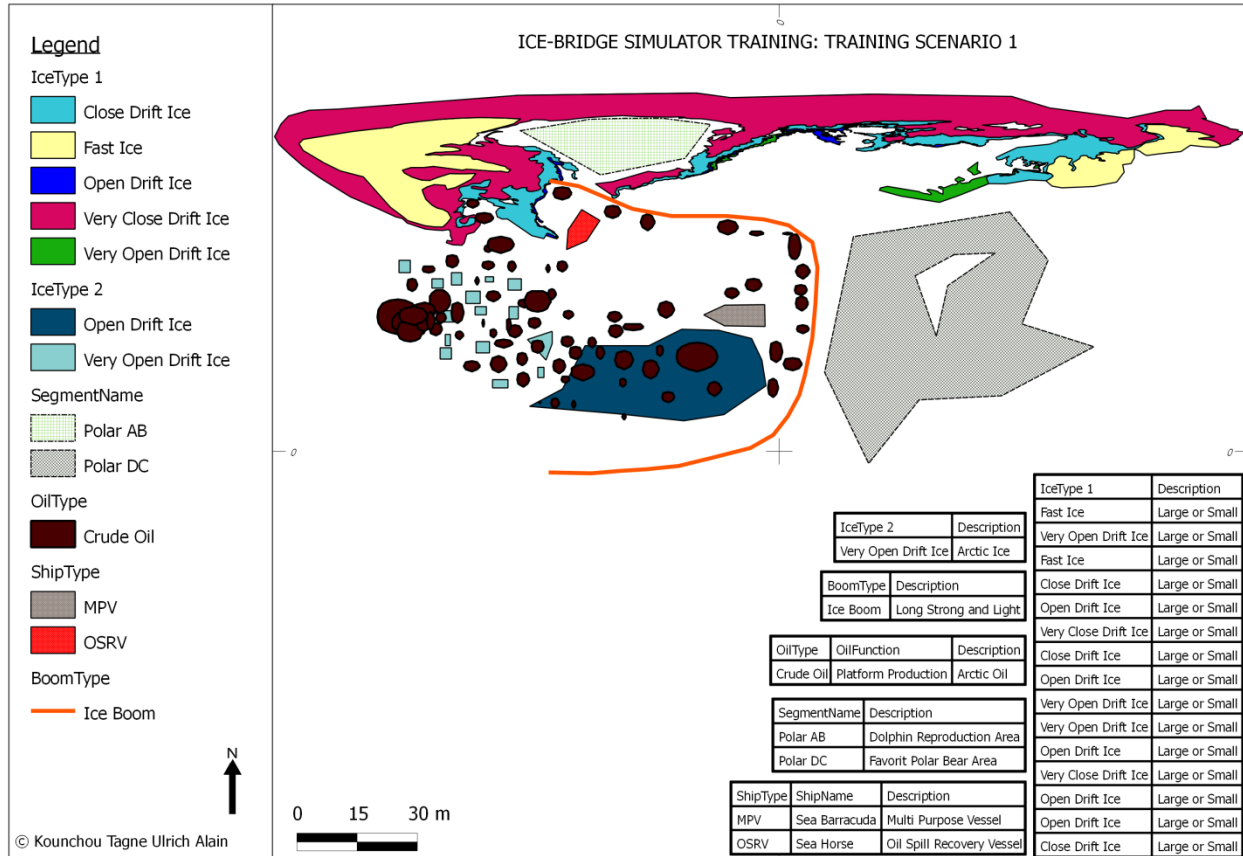 ICE-BRIDGE SIMULATOR TRAINING: TRAINING SCENARIO 1
Legend
IceType 1
Close Drift Ice
Fast Ice
Open Drift Ice
Very Close Drift Ice
Very Open Drift Ice
IceType 2
Open Drift Ice
Very Open Drift Ice
SegmentName
Polar AB
Polar DC
OilType
Crude Oil
ShipType
MPV
OSRV
BoomType
Ice Boom
N
0 15 30 m
© Kounchou Tagne Ulrich Alain
0
0
0
IceType 2 Description
Very Open Drift Ice Arctic Ice
BoomType Description
Ice Boom Long Strong and Light
OilType OilFunction Description
Crude Oil Platform Production Arctic Oil
SegmentName Description
Polar AB Dolphin Reproduction Area
Polar DC Favorit Polar Bear Area
ShipType ShipName Description
MPV Sea Barracuda Multi Purpose Vessel
OSRV Sea Horse Oil Spill Recovery Vessel
IceType 1 Description
Fast Ice Large or Small
Very Open Drift Ice Large or Small
Fast Ice Large or Small
Close Drift Ice Large or Small
Open Drift Ice Large or Small
Very Close Drift Ice Large or Small
Close Drift Ice Large or Small
Open Drift Ice Large or Small
Very Open Drift Ice Large or Small
Very Open Drift Ice Large or Small
Open Drift Ice Large or Small
Very Close Drift Ice Large or Small
Open Drift Ice Large or Small
Open Drift Ice Large or Small
Close Drift Ice Large or Small